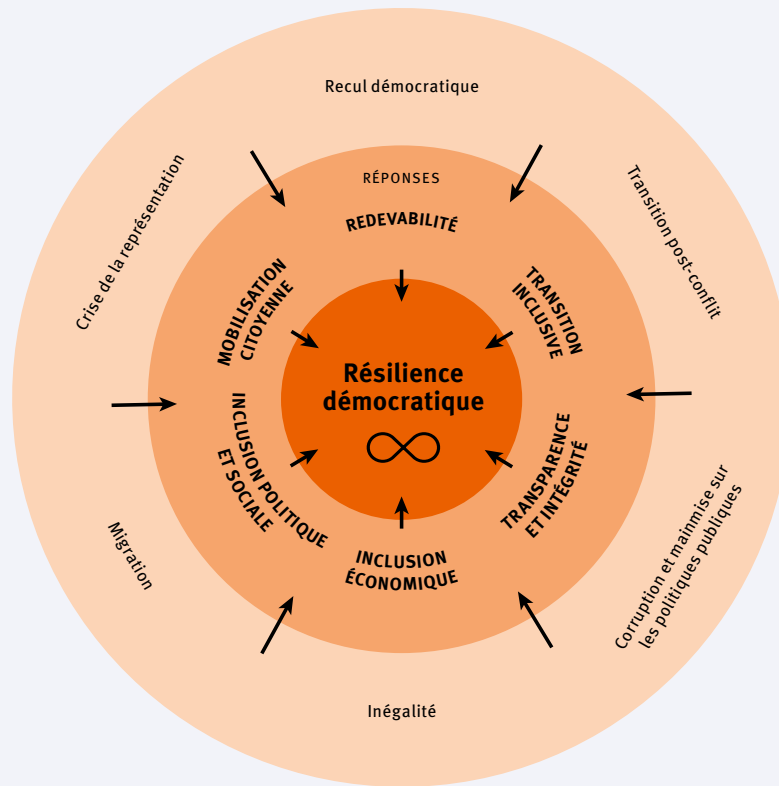 Recul démocratique
Crise de la représentation
Transition post-conflit
RÉPONSES
REDEVABILITÉ
MOBILISATION
CITOYENNE
TRANSITION
INCLUSIVE
Résilience
démocratique
INCLUSION POLITIQUE
ET SOCIALE
TRANSPARENCE
ET INTÉGRITÉ
INCLUSION
ÉCONOMIQUE
Migration
Corruption et mainmise sur
les politiques publiques
Inégalité